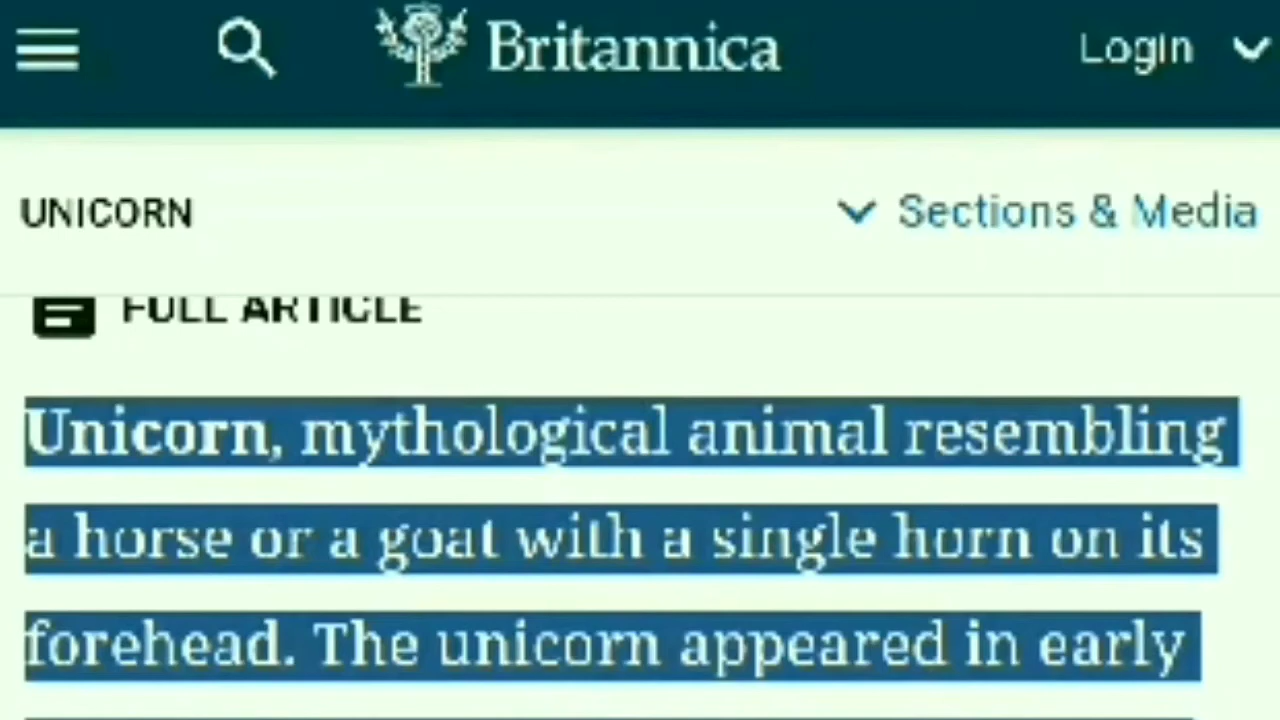 Britannica
Login
UNICORN
Sections & Media
FULL ARTICLE
Unicorn, mythological animal resembling
a horse or a goat with a single horn on its
forehead. The unicorn appeared in early